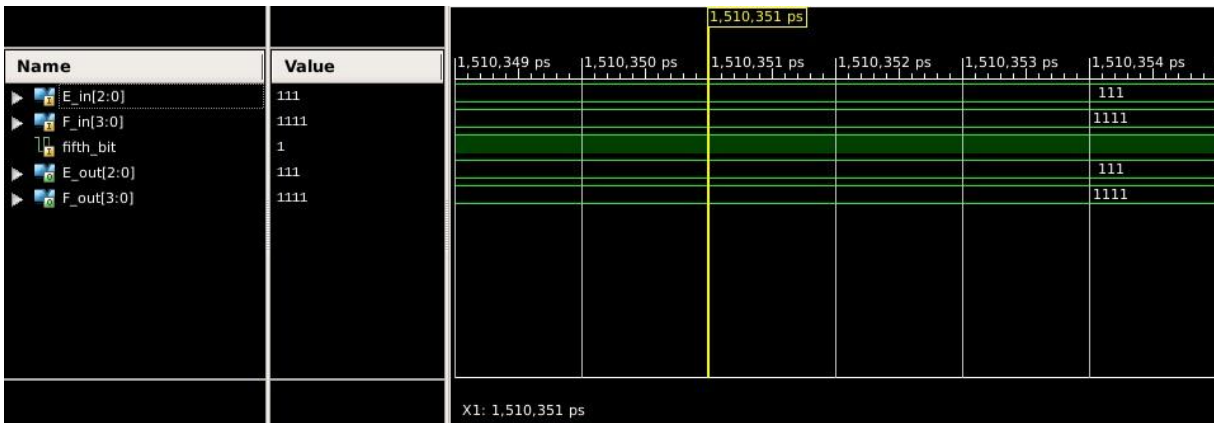 1,510,351 ps
Name Value 1,510,349 ps 1,510,350 ps 1,510,351 ps 1,510,352 ps 1,510,353 ps 1,510,354 ps
E_in[2:0] 111 111
F_in[3:0] 1111 1111
fifth_bit 1
E_out[2:0] 111 111
F_out[3:0] 1111 1111
X1: 1,510,351 ps